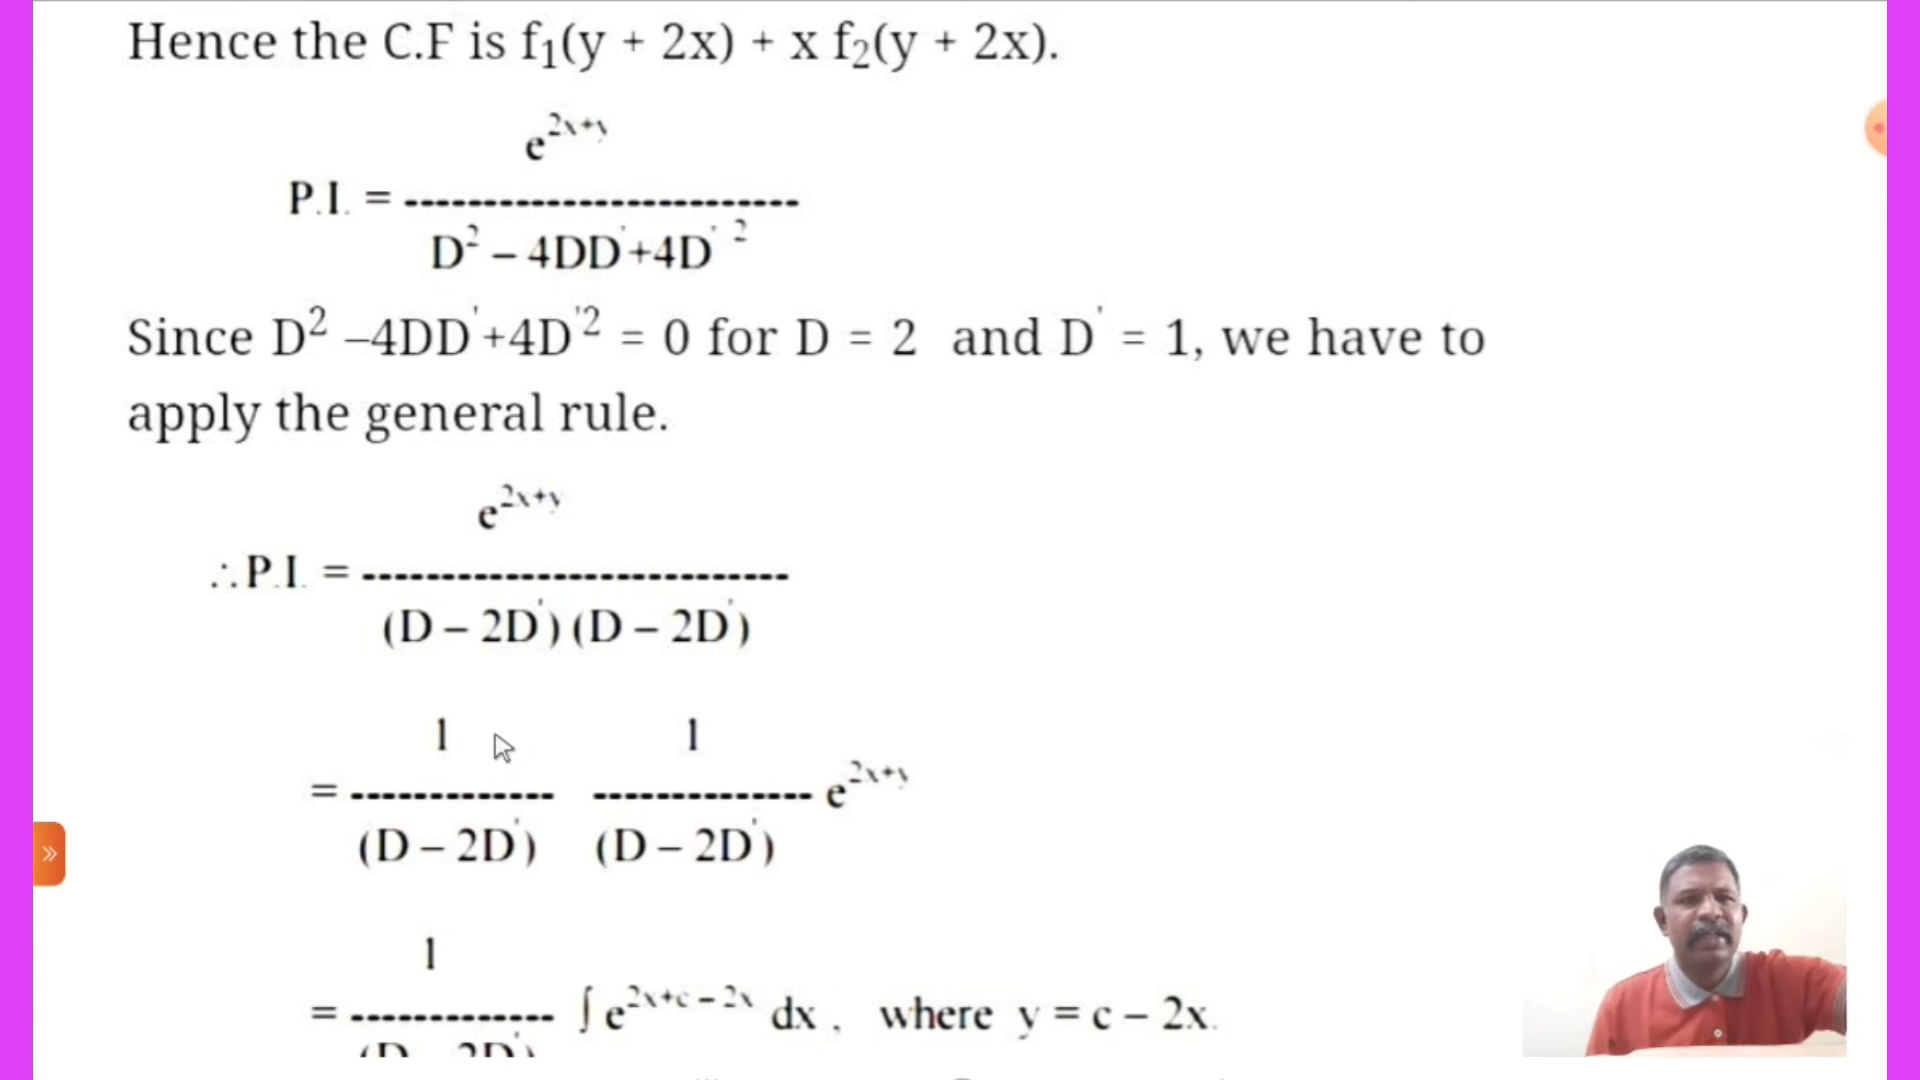 Hence the C.F is f₁(y + 2x) + x f₂(y + 2x).
e^2x+y
P.I. = -------------------------
D² – 4DD'+4D'²
Since D² –4DD'+4D'² = 0 for D = 2 and D' = 1, we have to
apply the general rule.
e^2x+y
∴P.I. = ---------------------------
(D – 2D') (D – 2D')
1 1
= ------------- -------------- e^2x+y
(D – 2D') (D – 2D')
1
= ------------- ∫ e^2x+c – 2x dx , where y = c – 2x.